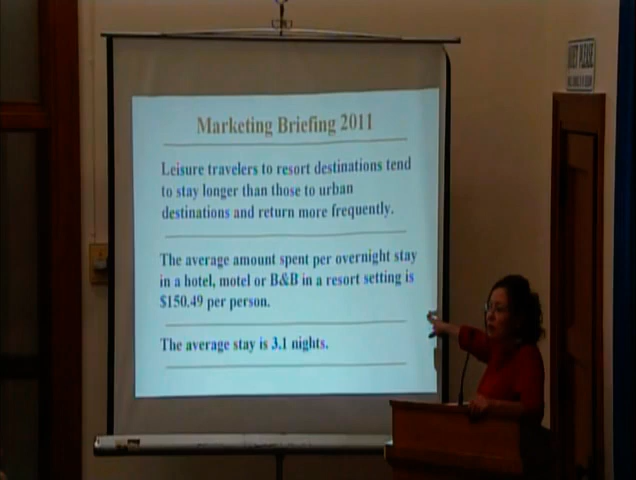 Marketing Briefing 2011
Leisure travelers to resort destinations tend
to stay longer than those to urban
destinations and return more frequently.
The average amount spent per overnight stay
in a hotel, motel or B&B in a resort setting is
$150.49 per person.
The average stay is 3.1 nights.
PLEASE